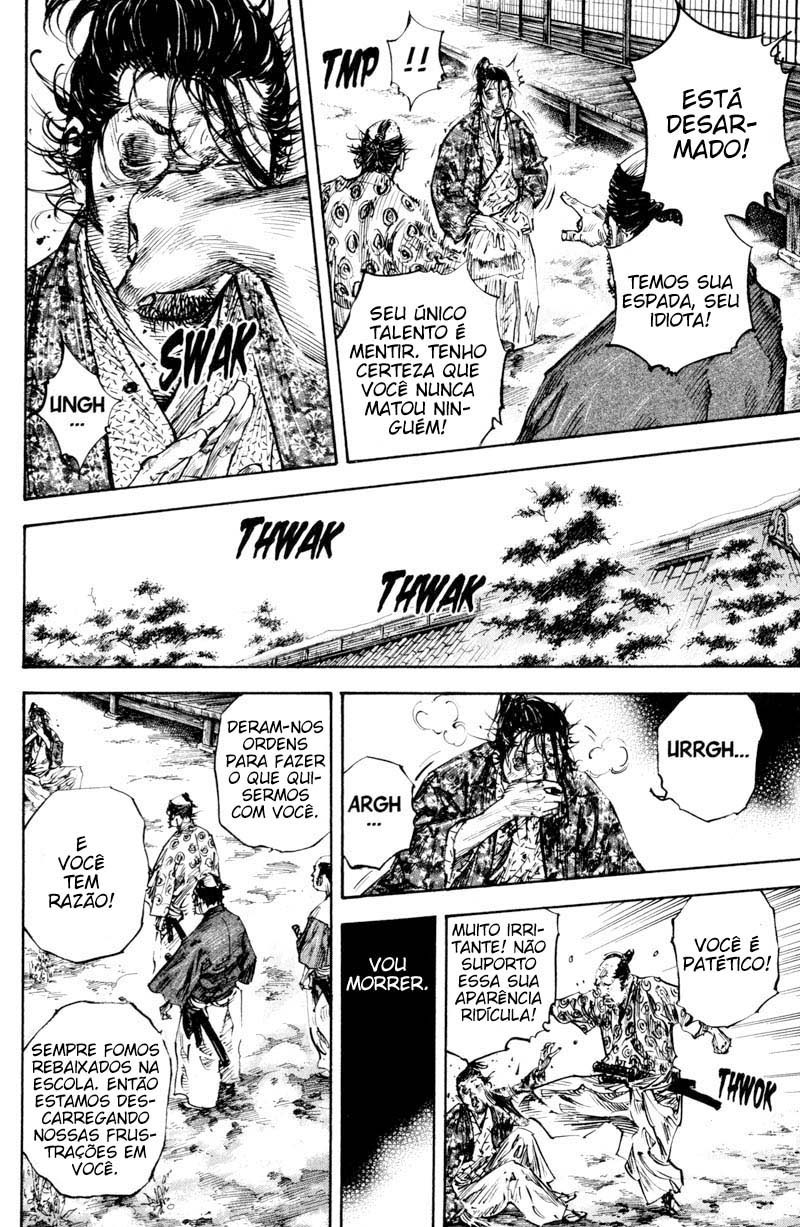 ESTÁ
DESAR-
MADO!
TEMOS SUA
ESPADA, SEU
IDIOTA!
!!
TMP
SEU ÚNICO
TALENTO É
MENTIR. TENHO
CERTEZA QUE
VOCÊ NUNCA
MATOU NIN-
GUÉM!
SWAK
UNGH
...
THWAK
THWAK
URRGH...
ARGH
...
VOCÊ É
PATÉTICO!
MUITO IRRI-
TANTE! NÃO
SUPORTO
ESSA SUA
APARÊNCIA
RIDÍCULA!
THWOK
VOU
MORRER.
DERAM-NOS
ORDENS
PARA FAZER
O QUE QUI-
SERMOS
COM VOCÊ.
E
VOCÊ
TEM
RAZÃO!
SEMPRE FOMOS
REBAIXADOS NA
ESCOLA. ENTÃO
ESTAMOS DES-
CARREGANDO
NOSSAS FRUS-
TRAÇÕES EM
VOCÊ.